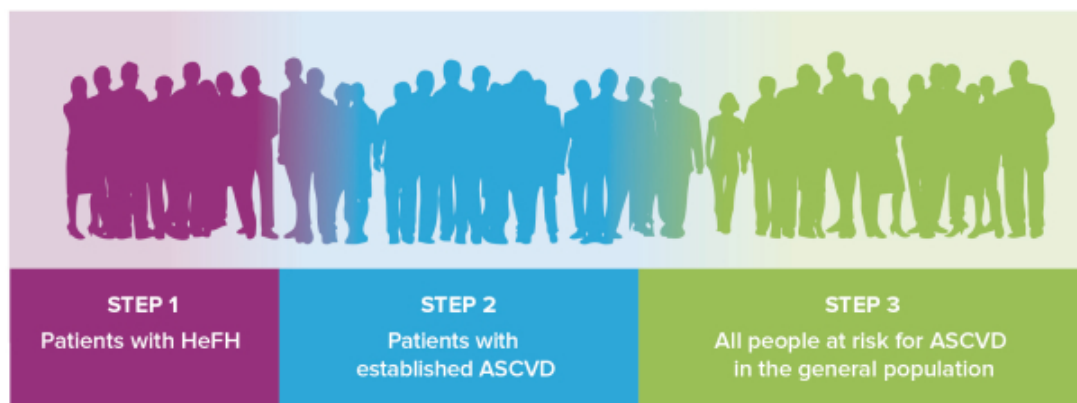 STEP 1
Patients with HeFH
STEP 2
Patients with
established ASCVD
STEP 3
All people at risk for ASCVD
in the general population